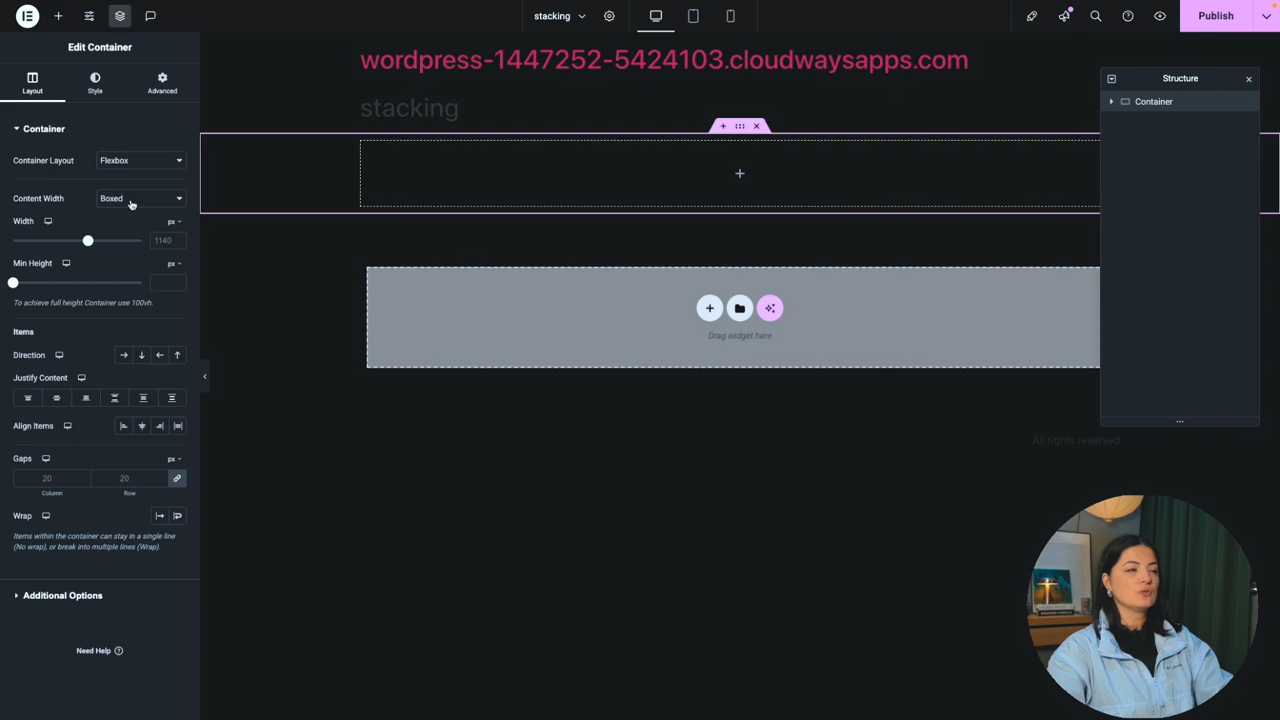 stacking
Publish
Edit Container
Layout
Style
Advanced
Container
Container Layout
Flexbox
Content Width
Boxed
Width
px
1140
Min Height
px
To achieve full height Container use 100vh.
Items
Direction
Justify Content
Align Items
Gaps
px
20
20
Column
Row
Wrap
Items within the container can stay in a single line
(No wrap), or break into multiple lines (Wrap).
Additional Options
Need Help
wordpress-1447252-5424103.cloudwaysapps.com
stacking
Drag widget here
All rights reserved
Structure
Container